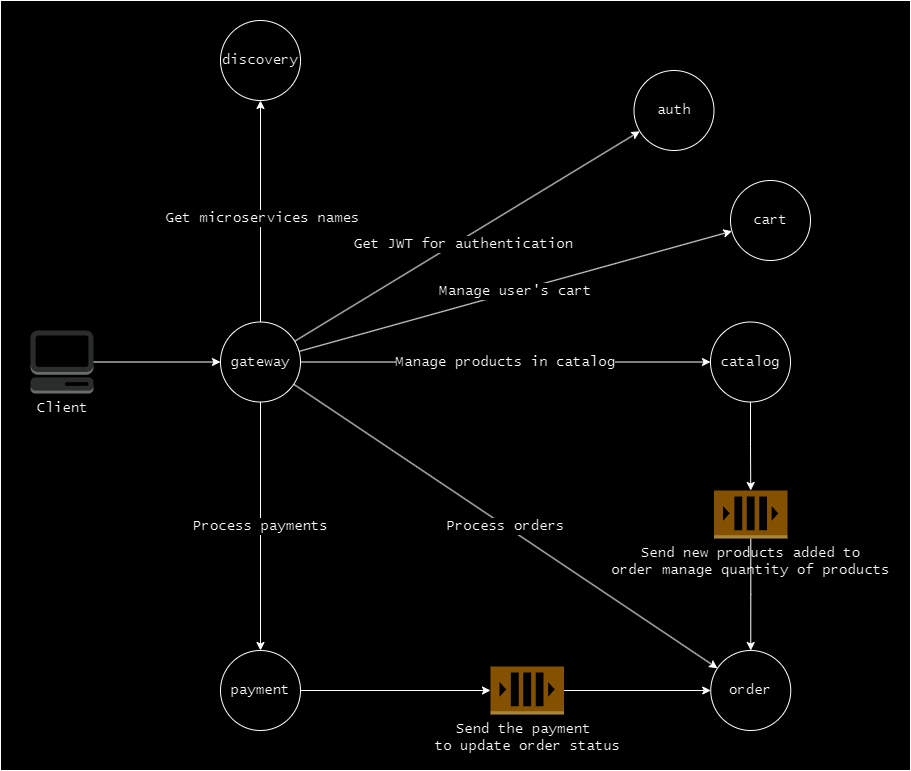 discovery
auth
cart
Get microservices names
Get JWT for authentication
Manage user's cart
gateway
Manage products in catalog
catalog
Client
Process payments
Process orders
Send new products added to
order manage quantity of products
payment
order
Send the payment
to update order status